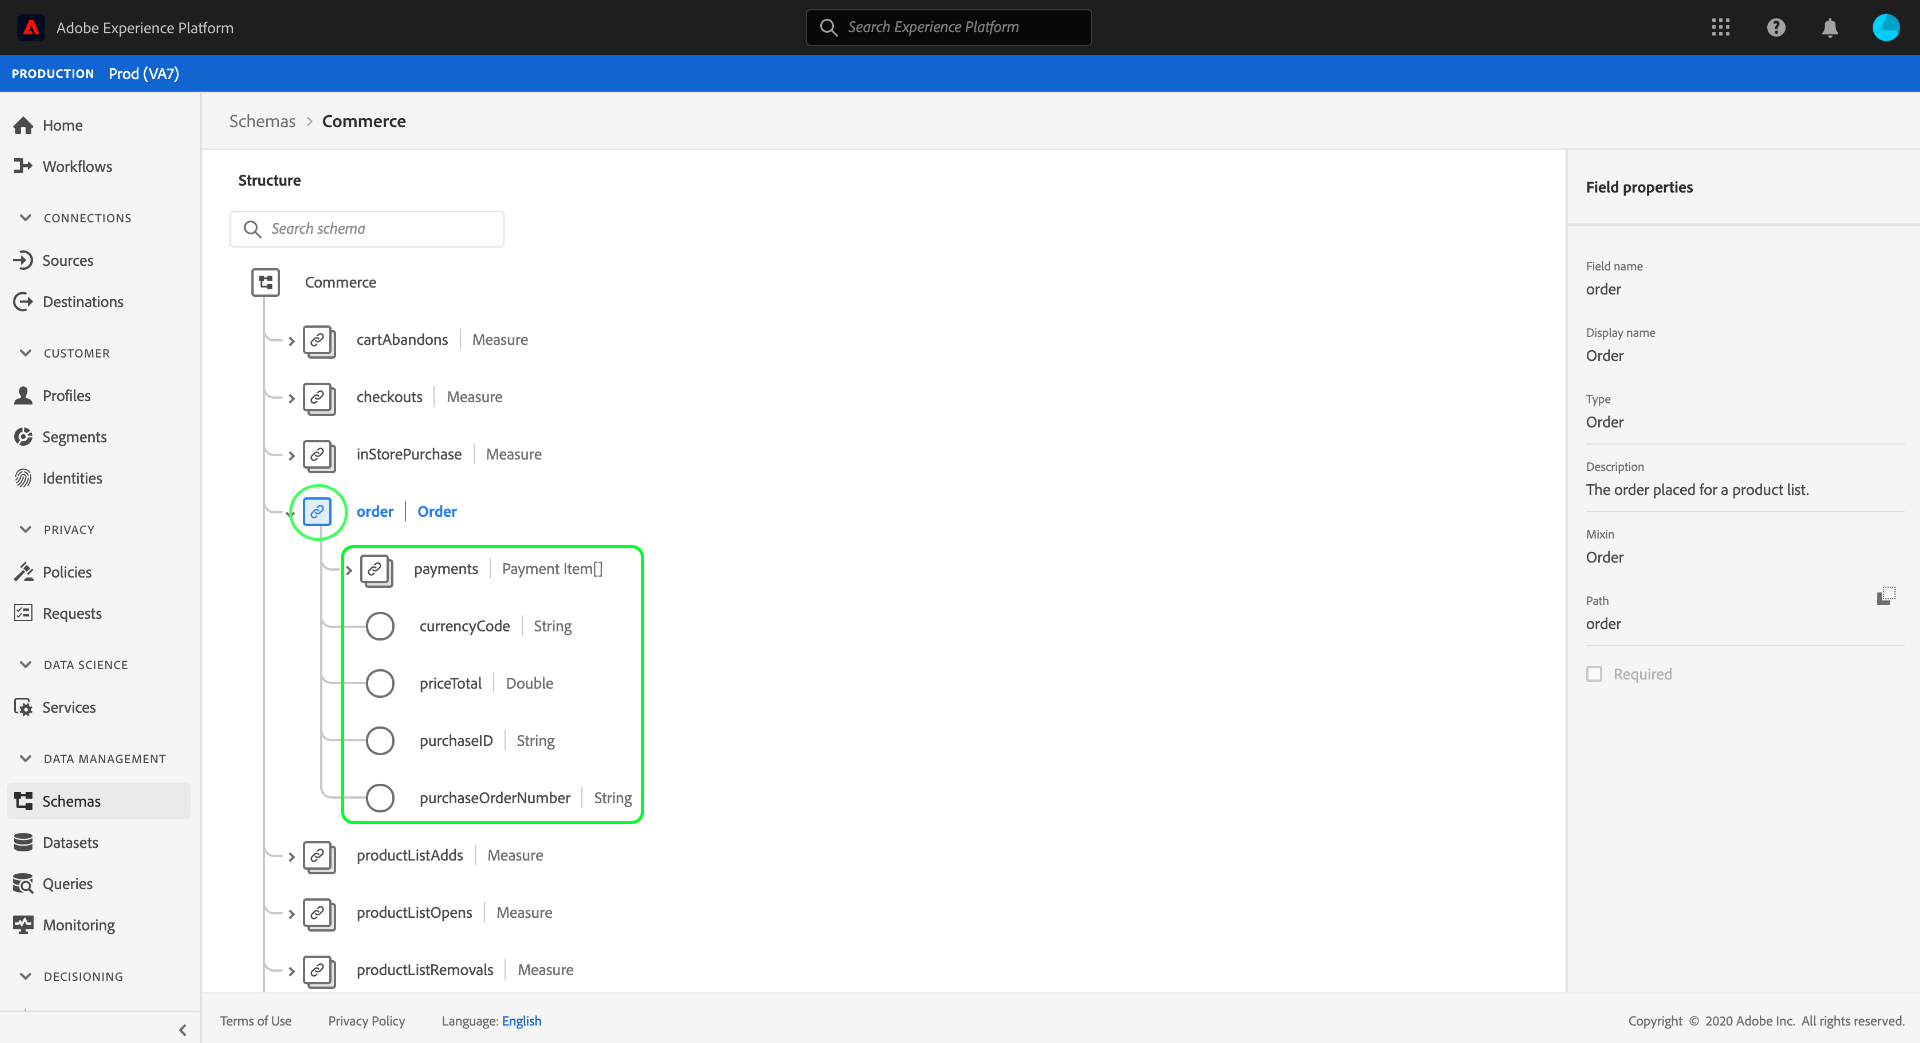 Adobe Experience Platform
Search Experience Platform
PRODUCTION Prod (VA7)
Home
Workflows
CONNECTIONS
Sources
Destinations
CUSTOMER
Profiles
Segments
Identities
PRIVACY
Policies
Requests
DATA SCIENCE
Services
DATA MANAGEMENT
Schemas
Datasets
Queries
Monitoring
DECISIONING
Schemas > Commerce
Structure
Search schema
Commerce
cartAbandons | Measure
checkouts | Measure
inStorePurchase | Measure
order | Order
payments | Payment Item[]
currencyCode | String
priceTotal | Double
purchaseID | String
purchaseOrderNumber | String
productListAdds | Measure
productListOpens | Measure
productListRemovals | Measure
Field properties
Field name
order
Display name
Order
Type
Order
Description
The order placed for a product list.
Mixin
Order
Path
order
Required
Terms of Use Privacy Policy Language: English
Copyright © 2020 Adobe Inc. All rights reserved.